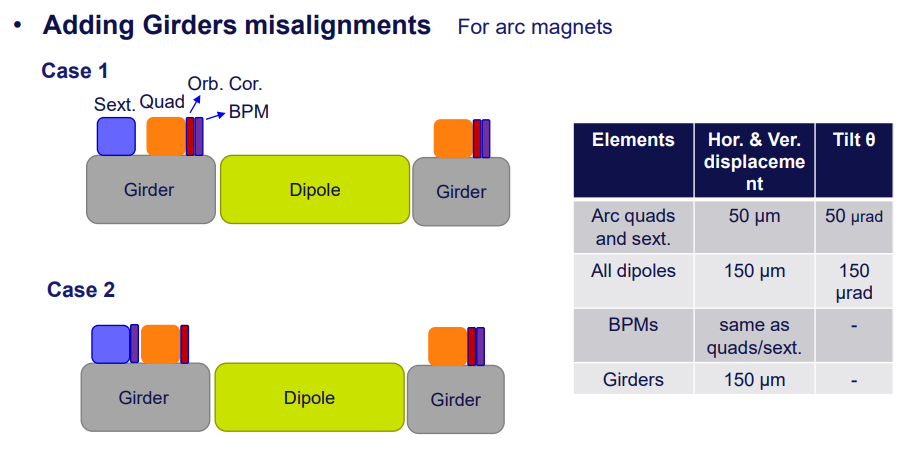 • Adding Girders misalignments For arc magnets
Case 1
Orb. Cor.
Sext. Quad
BPM
Girder
Dipole
Girder
Case 2
Girder
Dipole
Girder
Elements Hor. & Ver. Tilt θ
displaceme
nt
Arc quads 50 μm 50 μrad
and sext.
All dipoles 150 μm 150
μrad
BPMs same as -
quads/sext.
Girders 150 μm -